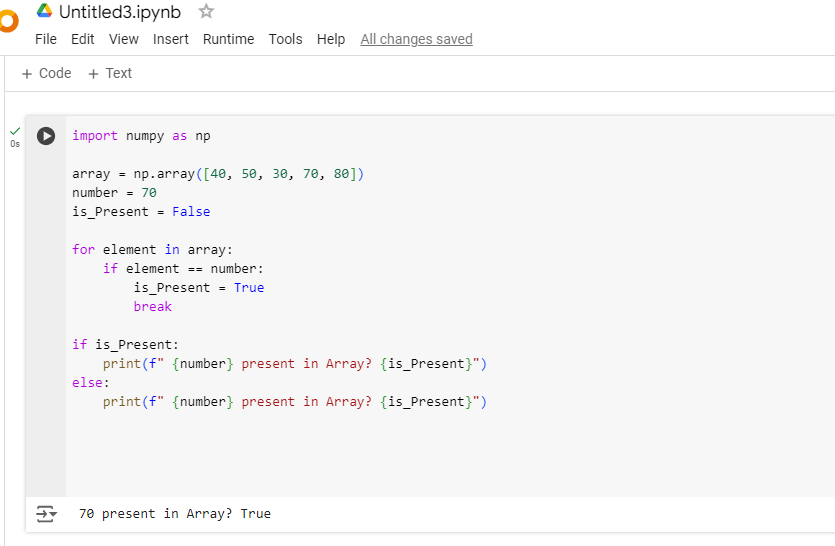 Untitled3.ipynb
File Edit View Insert Runtime Tools Help All changes saved
+ Code + Text
0s
import numpy as np
array = np.array([40, 50, 30, 70, 80])
number = 70
is_Present = False
for element in array:
    if element == number:
        is_Present = True
        break
if is_Present:
    print(f" {number} present in Array? {is_Present}")
else:
    print(f" {number} present in Array? {is_Present}")
70 present in Array? True